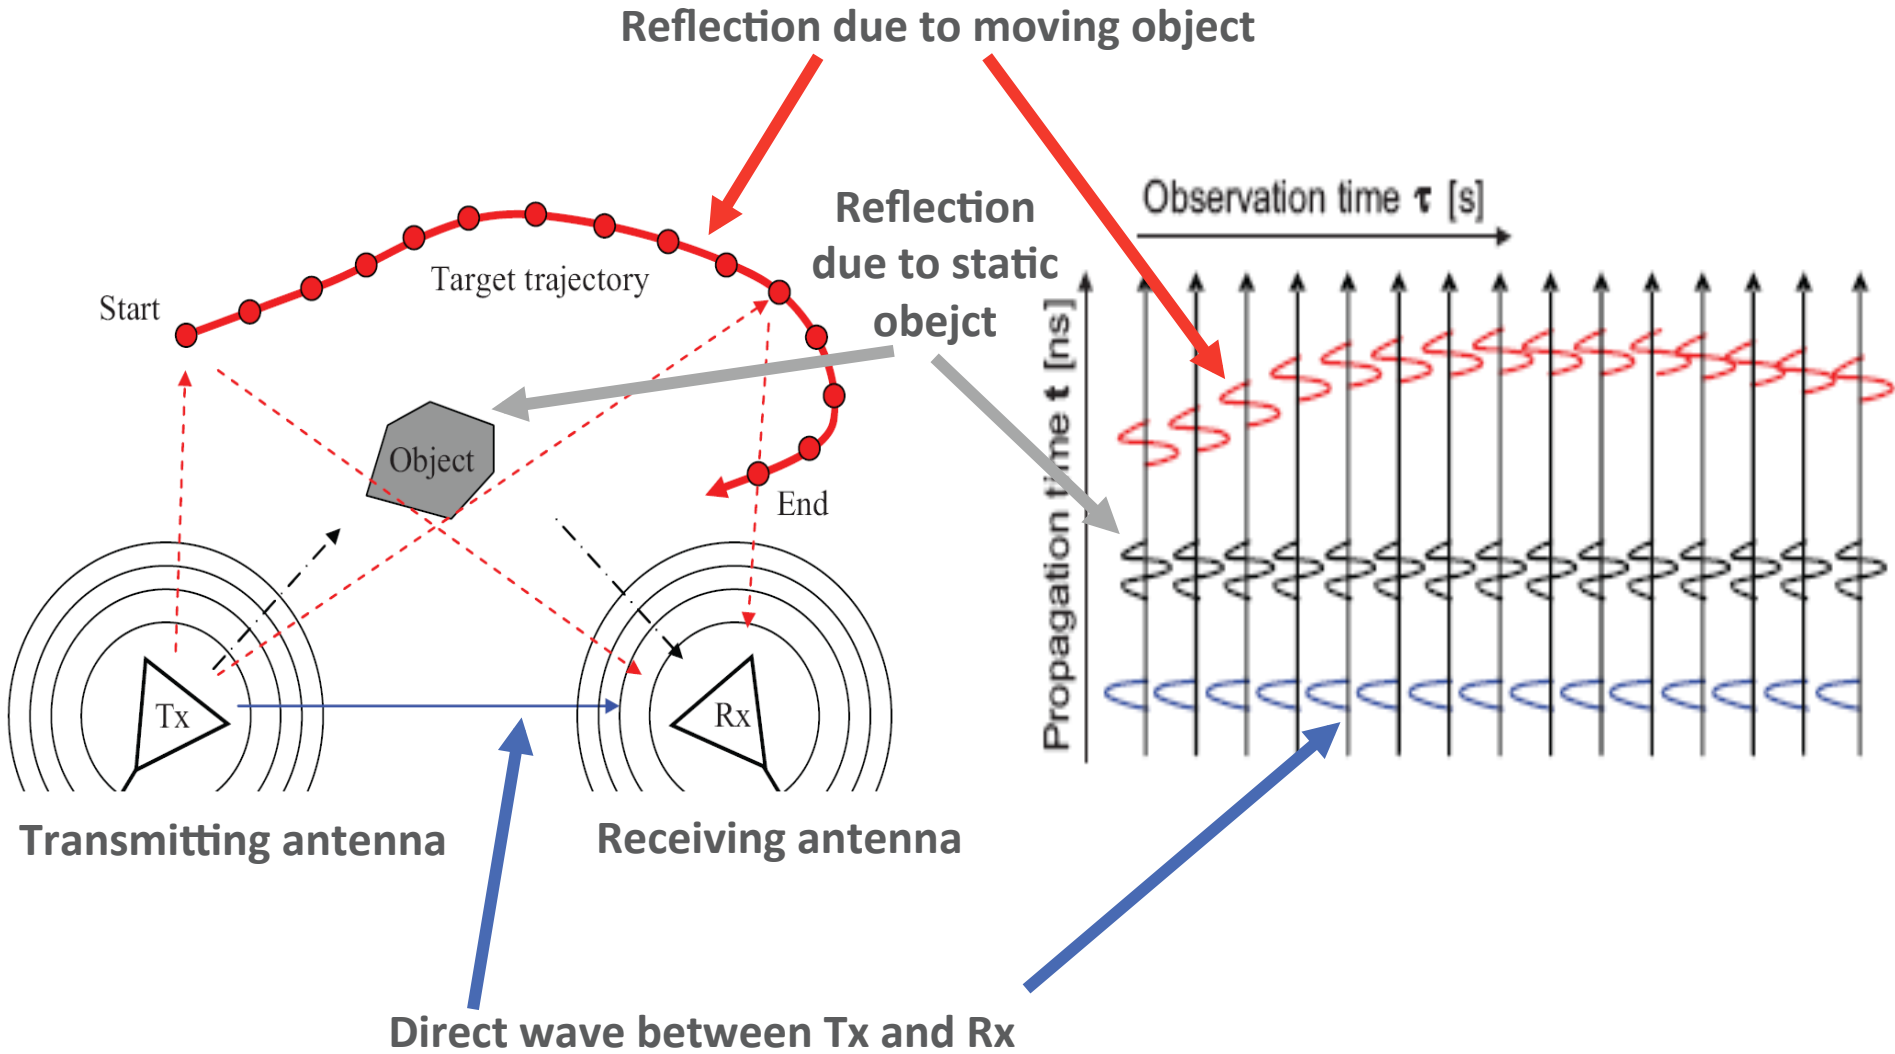 Reflection due to moving object
Reflection
due to static
obejct
Observation time τ [s]
Propagation time t [ns]
Start
Target trajectory
Object
End
Tx
Rx
Transmitting antenna
Receiving antenna
Direct wave between Tx and Rx